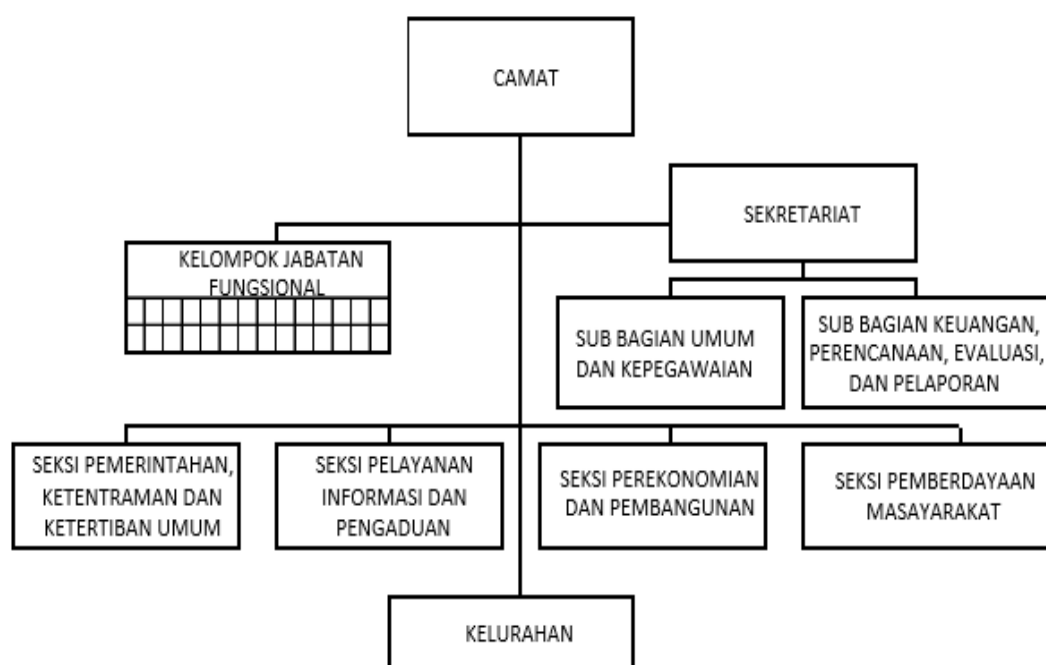 CAMAT
SEKRETARIAT
KELOMPOK JABATAN
FUNGSIONAL
SUB BAGIAN UMUM
DAN KEPEGAWAIAN
SUB BAGIAN KEUANGAN,
PERENCANAAN, EVALUASI,
DAN PELAPORAN
SEKSI PEMERINTAHAN,
KETENTRAMAN DAN
KETERTIBAN UMUM
SEKSI PELAYANAN
INFORMASI DAN
PENGADUAN
SEKSI PEREKONOMIAN
DAN PEMBANGUNAN
SEKSI PEMBERDAYAAN
MASAYARAKAT
KELURAHAN